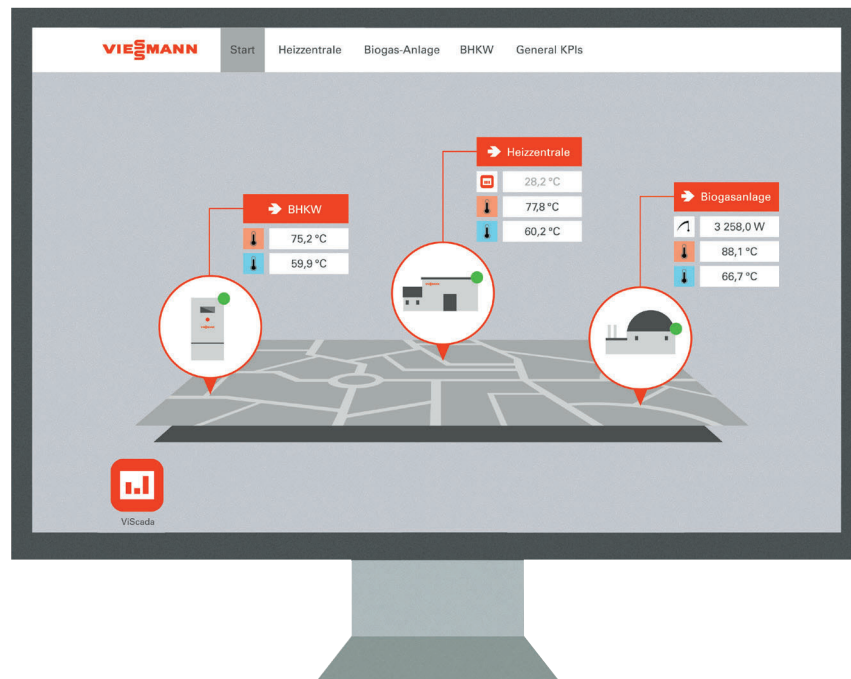 VIESSMANN Start Heizzentrale Biogas-Anlage BHKW General KPIs
Heizzentrale
28,2 °C
77,8 °C
60,2 °C
Biogasanlage
3 258,0 W
88,1 °C
66,7 °C
BHKW
75,2 °C
59,9 °C
ViScada